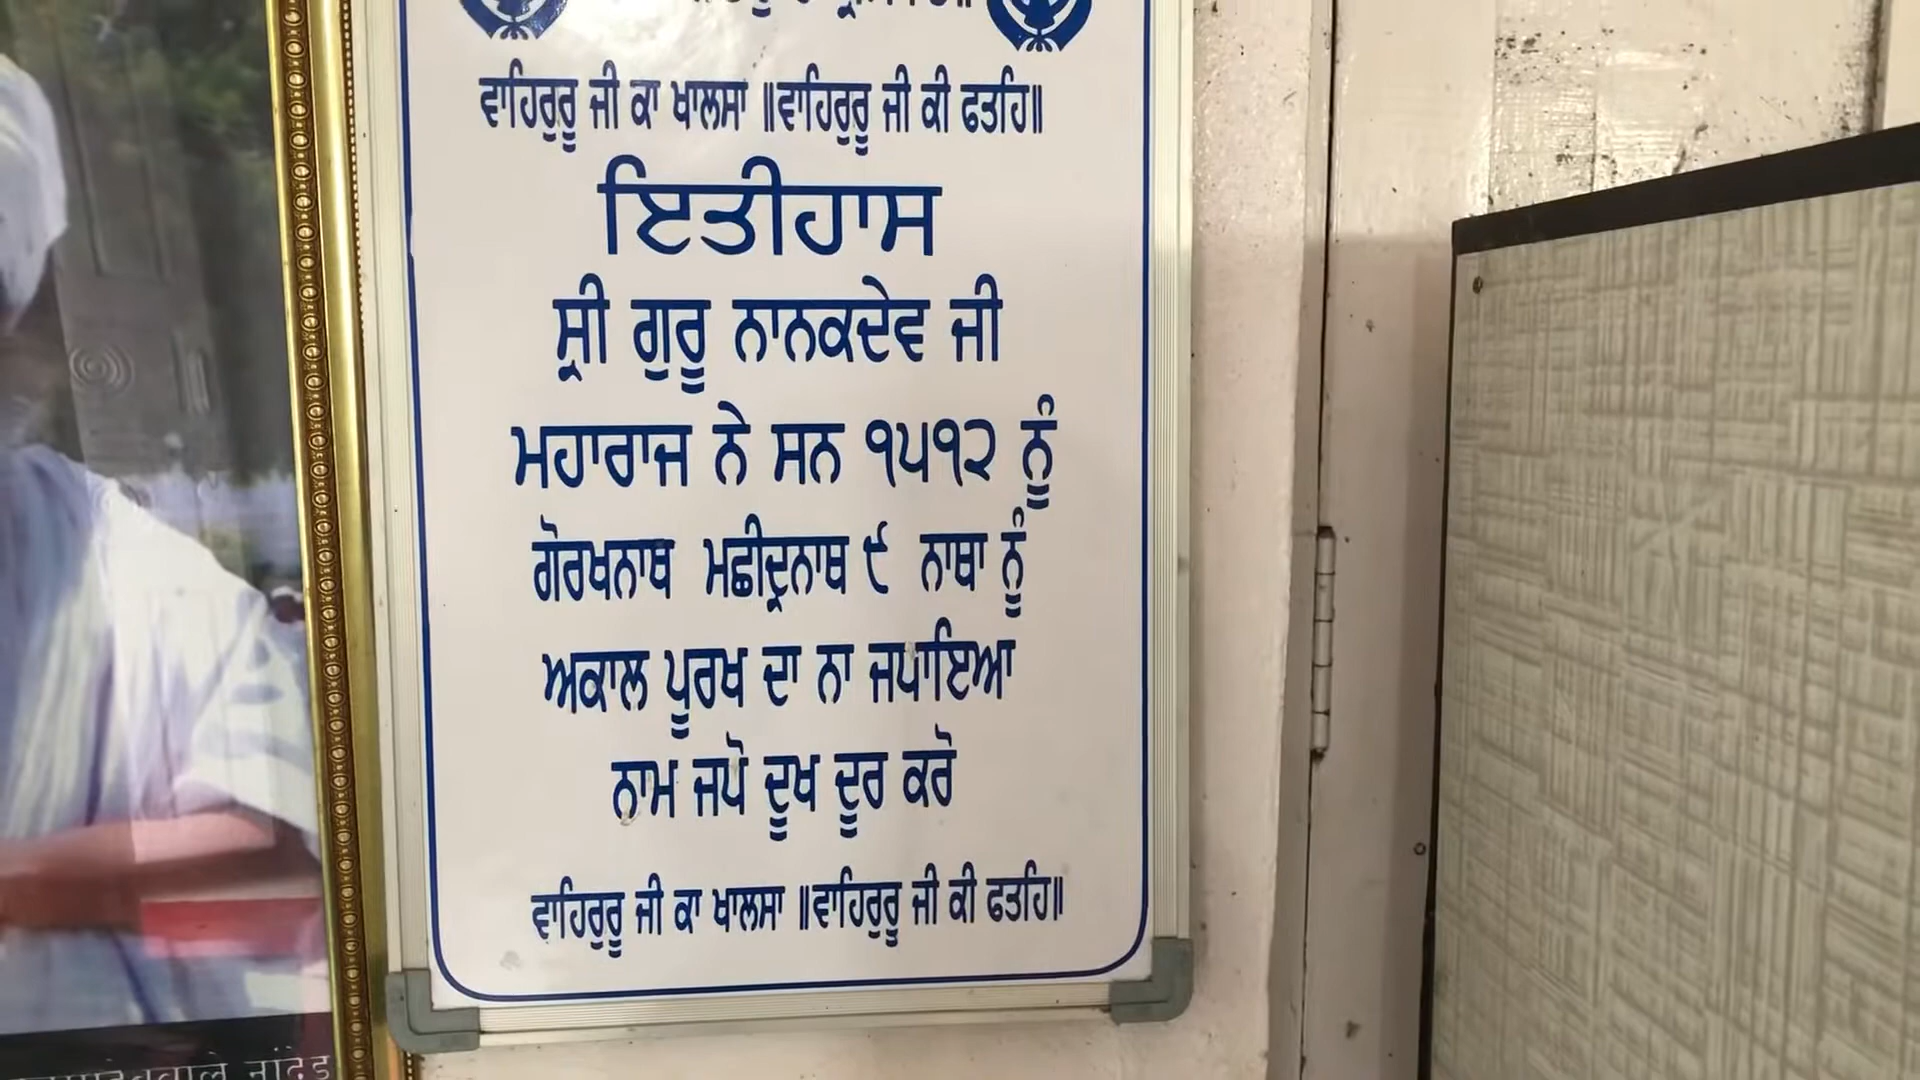 ਵਾਹਿਰੁਰੂ ਜੀ ਕਾ ਖਾਲਸਾ ॥ਵਾਹਿਰੁਰੂ ਜੀ ਕੀ ਫਤਹਿ॥
ਇਤੀਹਾਸ
ਸ਼੍ਰੀ ਗੁਰੂ ਨਾਨਕਦੇਵ ਜੀ
ਮਹਾਰਾਜ ਨੇ ਸਨ ੧੫੧੨ ਨੂੰ
ਗੋਰਖਨਾਥ ਮਛੀਦ੍ਰਨਾਥ ੯ ਨਾਥਾ ਨੂੰ
ਅਕਾਲ ਪੂਰਖ ਦਾ ਨਾ ਜਪਾਇਆ
ਨਾਮ ਜਪੋ ਦੂਖ ਦੂਰ ਕਰੋ
ਵਾਹਿਰੁਰੂ ਜੀ ਕਾ ਖਾਲਸਾ ॥ਵਾਹਿਰੁਰੂ ਜੀ ਕੀ ਫਤਹਿ॥
नांदेड